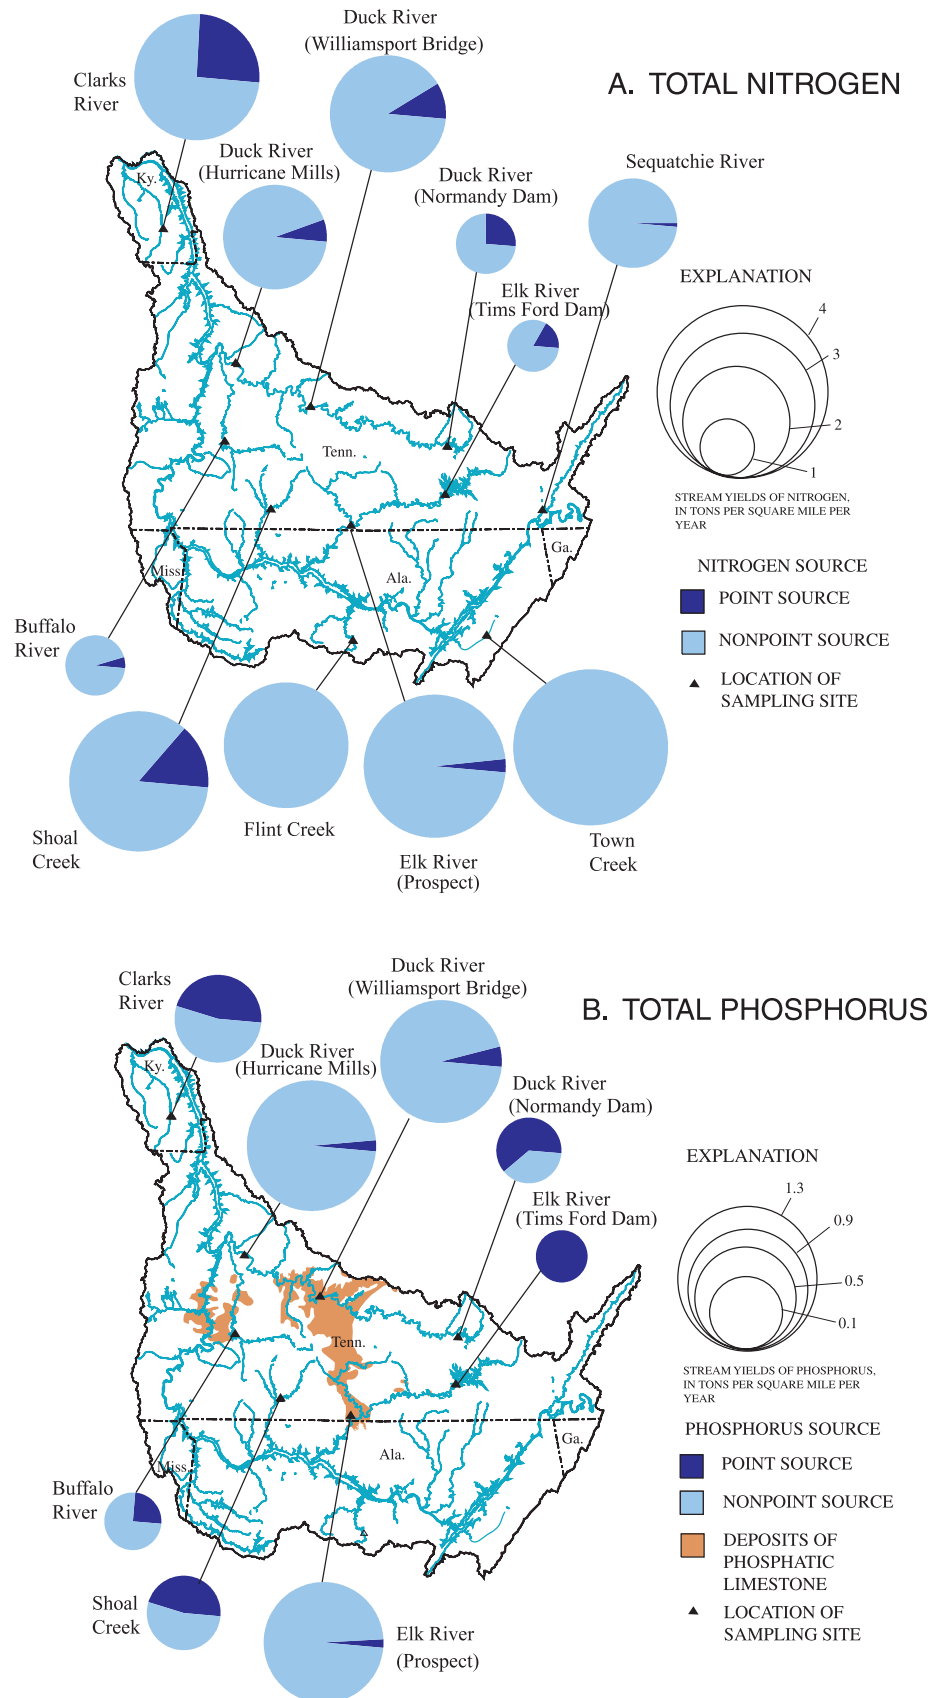 A. TOTAL NITROGEN
Duck River
(Williamsport Bridge)
Clarks
River
Duck River
(Hurricane Mills)
Duck River
(Normandy Dam)
Sequatchie River
Elk River
(Tims Ford Dam)
Ky.
Tenn.
Miss.
Ala.
Ga.
EXPLANATION
4
3
2
1
STREAM YIELDS OF NITROGEN,
IN TONS PER SQUARE MILE PER
YEAR
NITROGEN SOURCE
POINT SOURCE
NONPOINT SOURCE
LOCATION OF
SAMPLING SITE
Buffalo
River
Shoal
Creek
Flint Creek
Elk River
(Prospect)
Town
Creek
B. TOTAL PHOSPHORUS
Duck River
(Williamsport Bridge)
Clarks
River
Duck River
(Hurricane Mills)
Duck River
(Normandy Dam)
Elk River
(Tims Ford Dam)
Ky.
Tenn.
Miss.
Ala.
Ga.
EXPLANATION
1.3
0.9
0.5
0.1
STREAM YIELDS OF PHOSPHORUS,
IN TONS PER SQUARE MILE PER
YEAR
PHOSPHORUS SOURCE
POINT SOURCE
NONPOINT SOURCE
DEPOSITS OF
PHOSPHATIC
LIMESTONE
LOCATION OF
SAMPLING SITE
Buffalo
River
Shoal
Creek
Elk River
(Prospect)